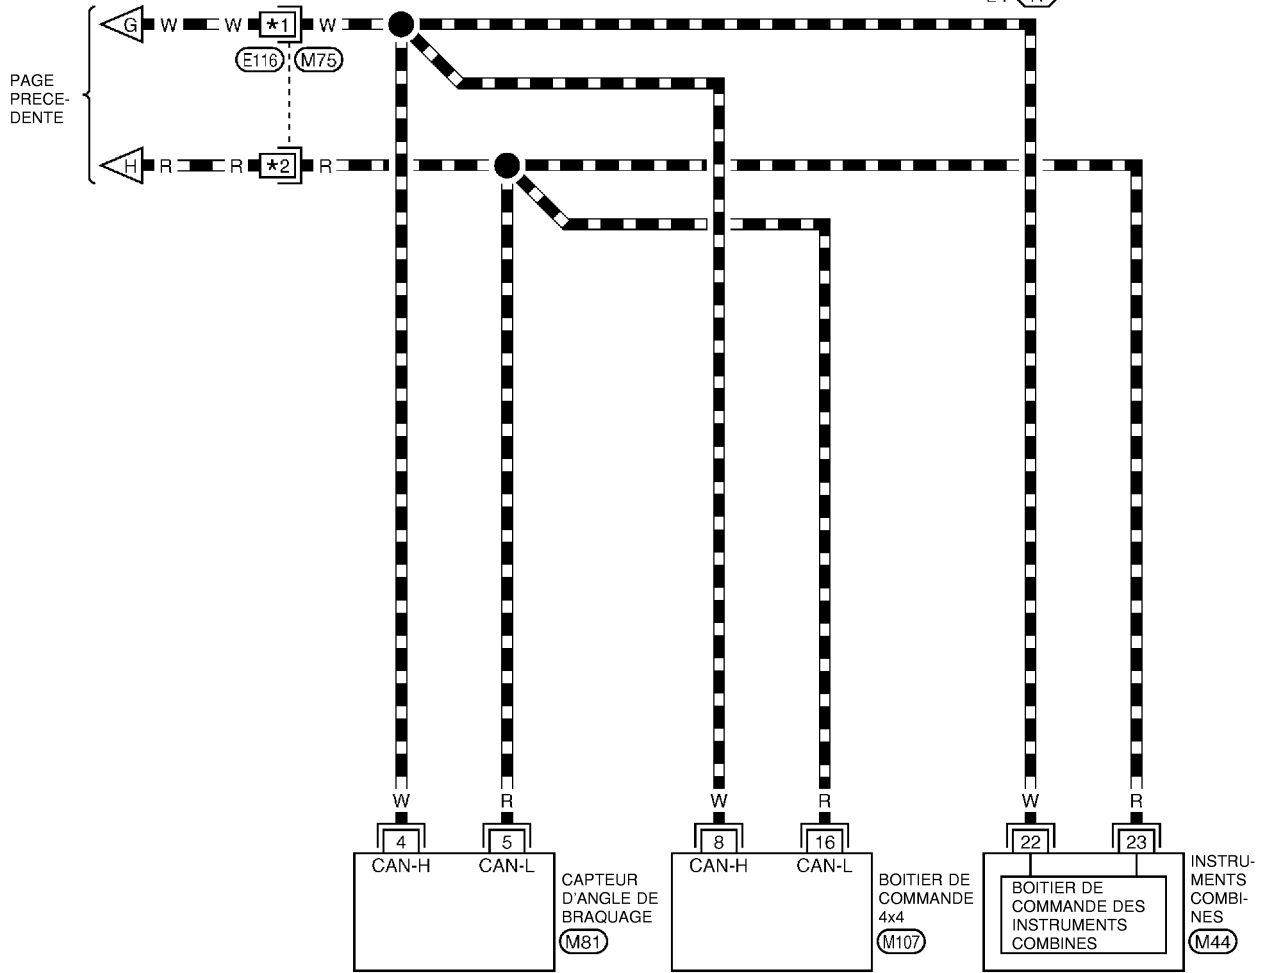 G W W *1 W
E116 M75
PAGE
PRECE-
DENTE
H R R *2 R
W R W R W R
4 5 8 16 22 23
CAN-H CAN-L CAN-H CAN-L
CAPTEUR
D'ANGLE DE
BRAQUAGE
M81
BOITIER DE
COMMANDE
4x4
M107
BOITIER DE
COMMANDE DES
INSTRUMENTS
COMBINES
INSTRU-
MENTS
COMBI-
NES
M44